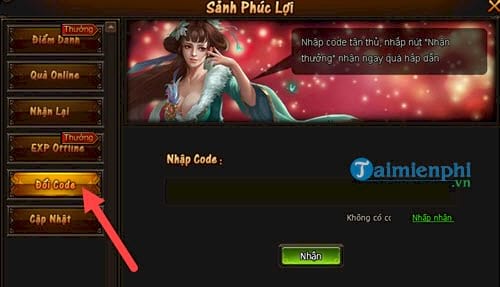 Sảnh Phúc Lợi
Thưởng
Điểm Danh
Quà Online
Nhận Lại
Thưởng
EXP Offline
Đổi Code
Cập Nhật
Nhập code tân thủ, nhấp nút "Nhận
thưởng" nhận ngay quà hấp dẫn
Nhập Code :
Taimienphi
.vn
Không có cc
Nhấp nhận
Nhận